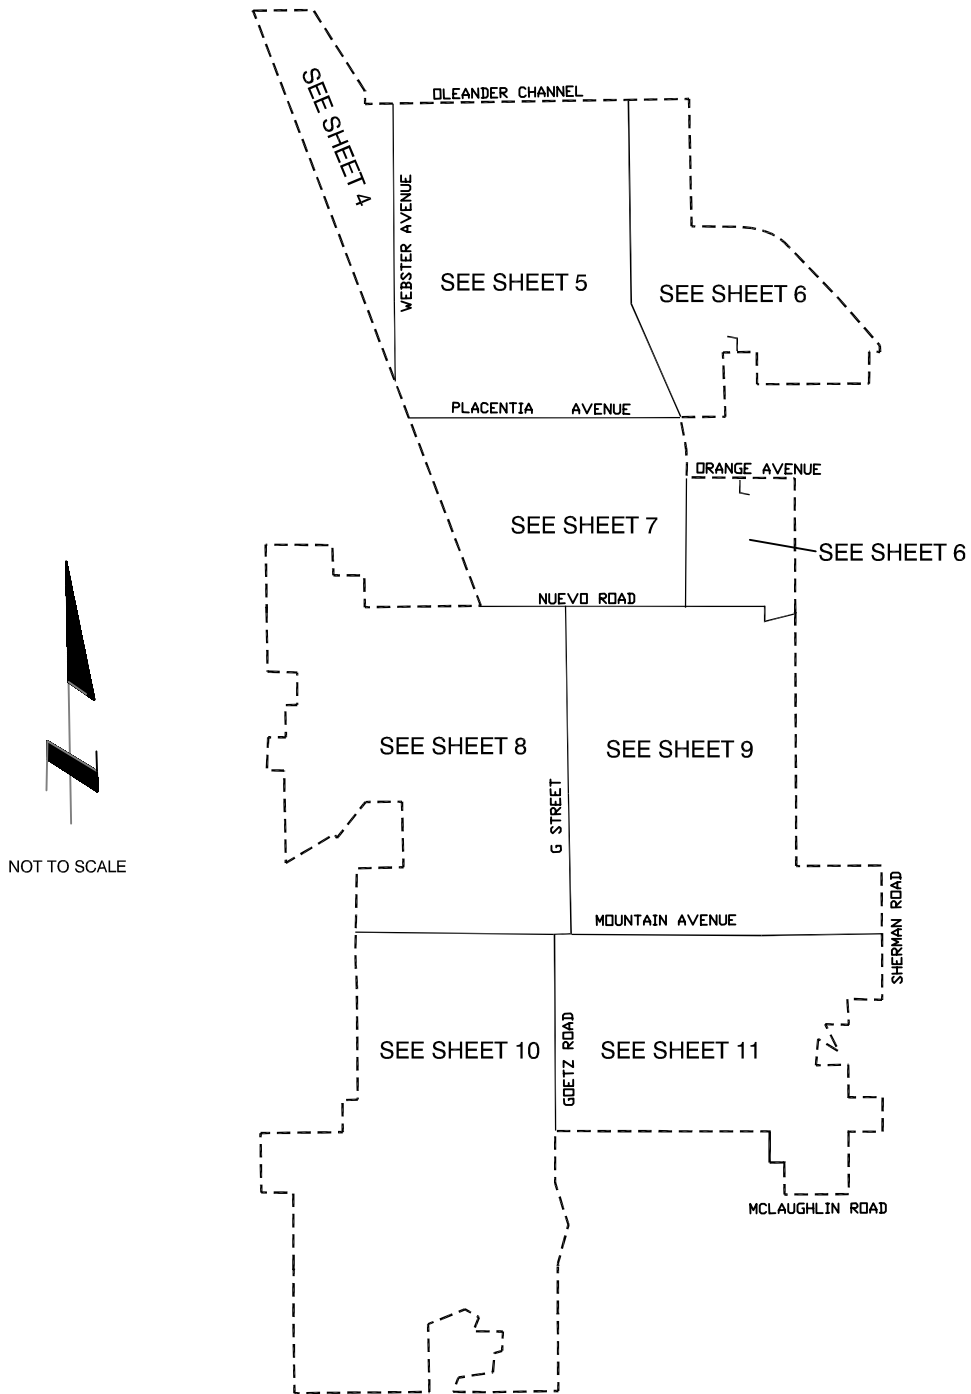 SEE SHEET 4
OLEANDER CHANNEL
WEBSTER AVENUE
SEE SHEET 5
SEE SHEET 6
PLACENTIA AVENUE
ORANGE AVENUE
SEE SHEET 7
SEE SHEET 6
NUEVO ROAD
SEE SHEET 8
SEE SHEET 9
G STREET
NOT TO SCALE
MOUNTAIN AVENUE
SHERMAN ROAD
SEE SHEET 10
GOETZ ROAD
SEE SHEET 11
MCLAUGHLIN ROAD